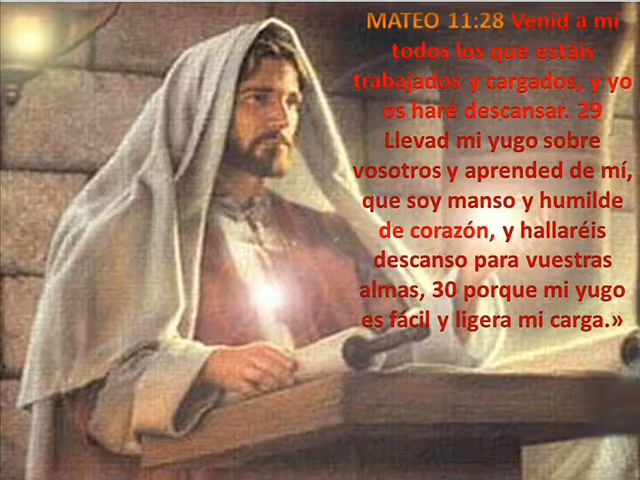 MATEO 11:28 Venid a mí
todos los que estáis
trabajados y cargados, y yo
os haré descansar. 29
Llevad mi yugo sobre
vosotros y aprended de mí,
que soy manso y humilde
de corazón, y hallaréis
descanso para vuestras
almas, 30 porque mi yugo
es fácil y ligera mi carga.»